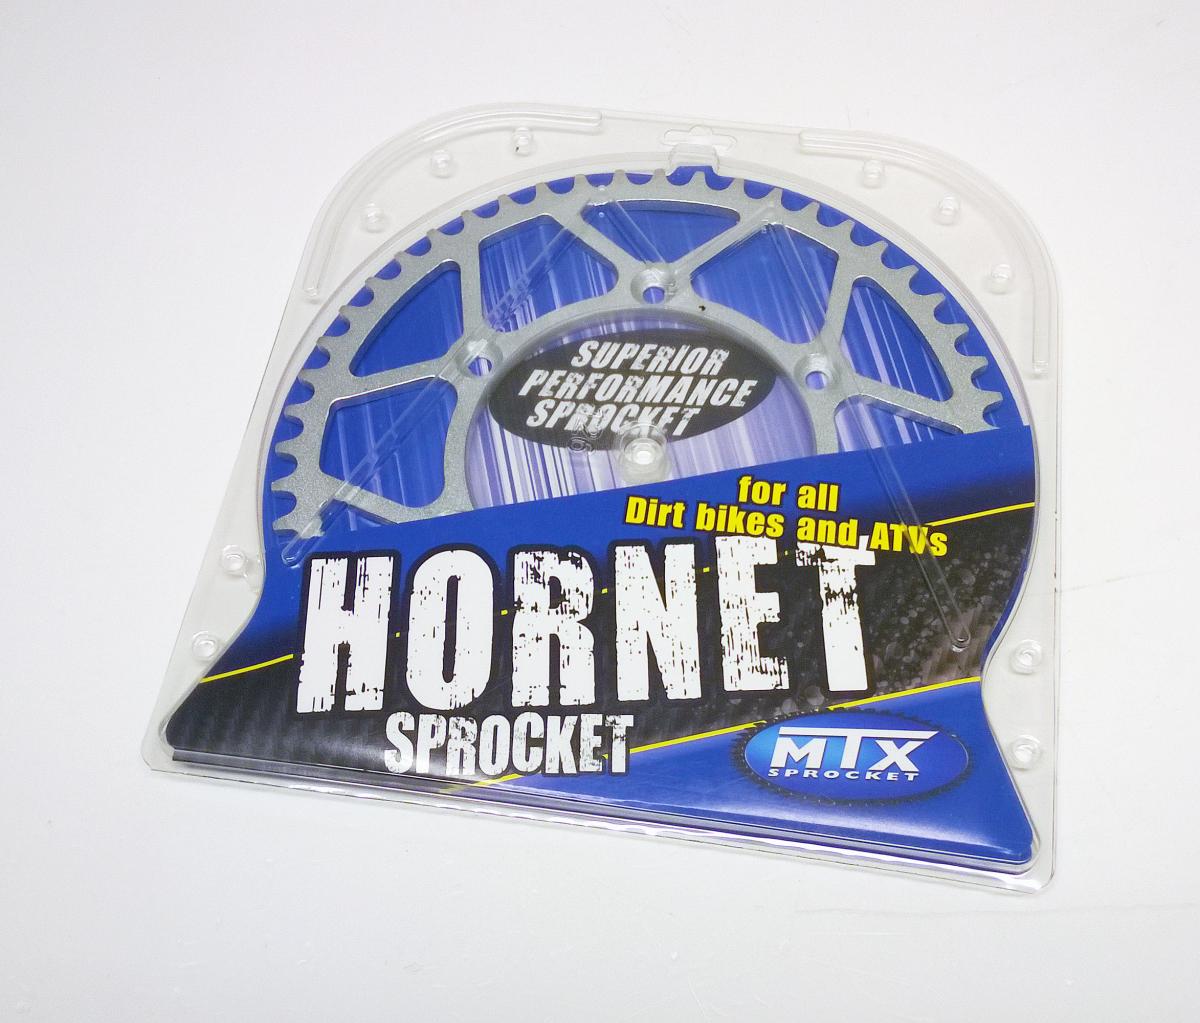 SUPERIOR
PERFORMANCE
SPROCKET
for all
Dirt bikes and ATVs
HORNET
SPROCKET
MTX
SPROCKET